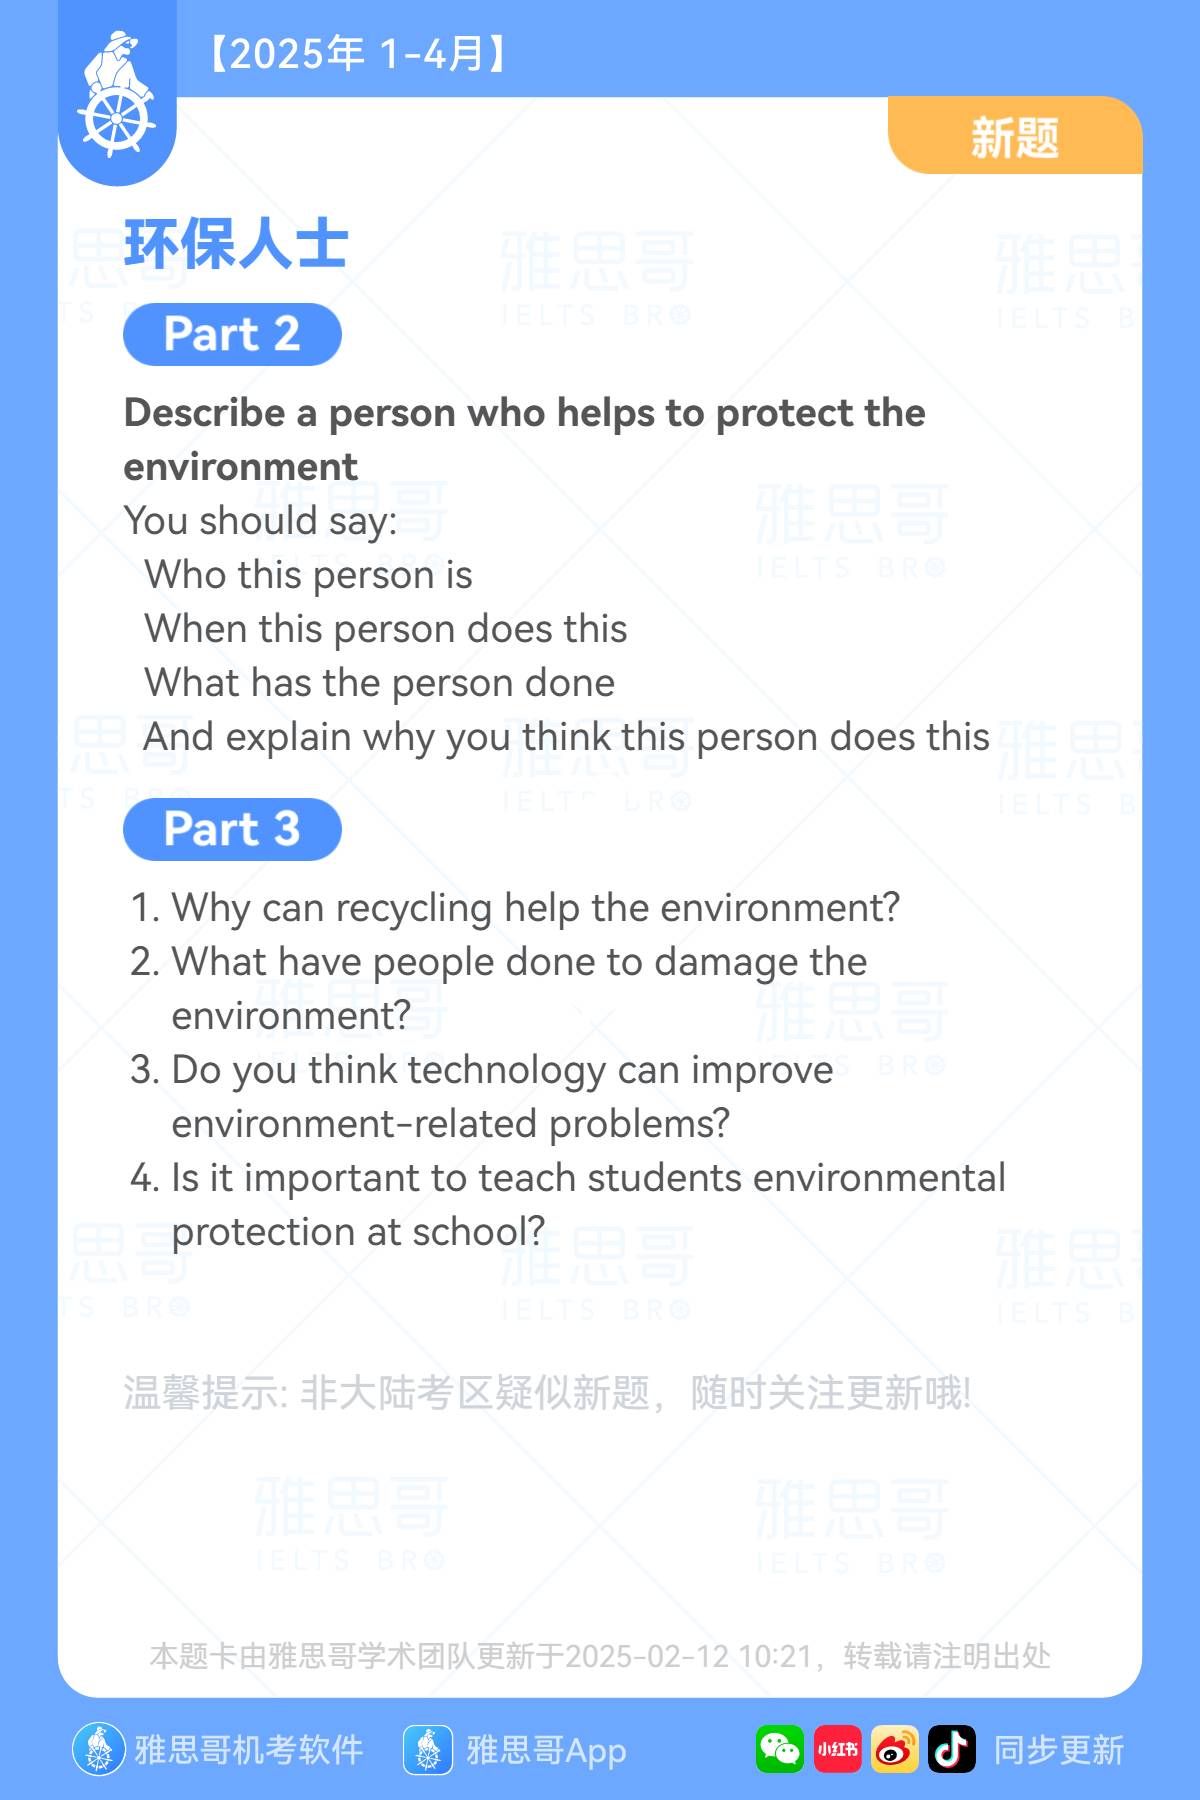 【2025年 1-4月】
新题
环保人士
Part 2
Describe a person who helps to protect the
environment
You should say:
Who this person is
When this person does this
What has the person done
And explain why you think this person does this
Part 3
1. Why can recycling help the environment?
2. What have people done to damage the
environment?
3. Do you think technology can improve
environment-related problems?
4. Is it important to teach students environmental
protection at school?
温馨提示: 非大陆考区疑似新题，随时关注更新哦!
本题卡由雅思哥学术团队更新于2025-02-12 10:21，转载请注明出处
雅思哥机考软件 雅思哥App 小红书 同步更新
雅思哥
IELTS BRO